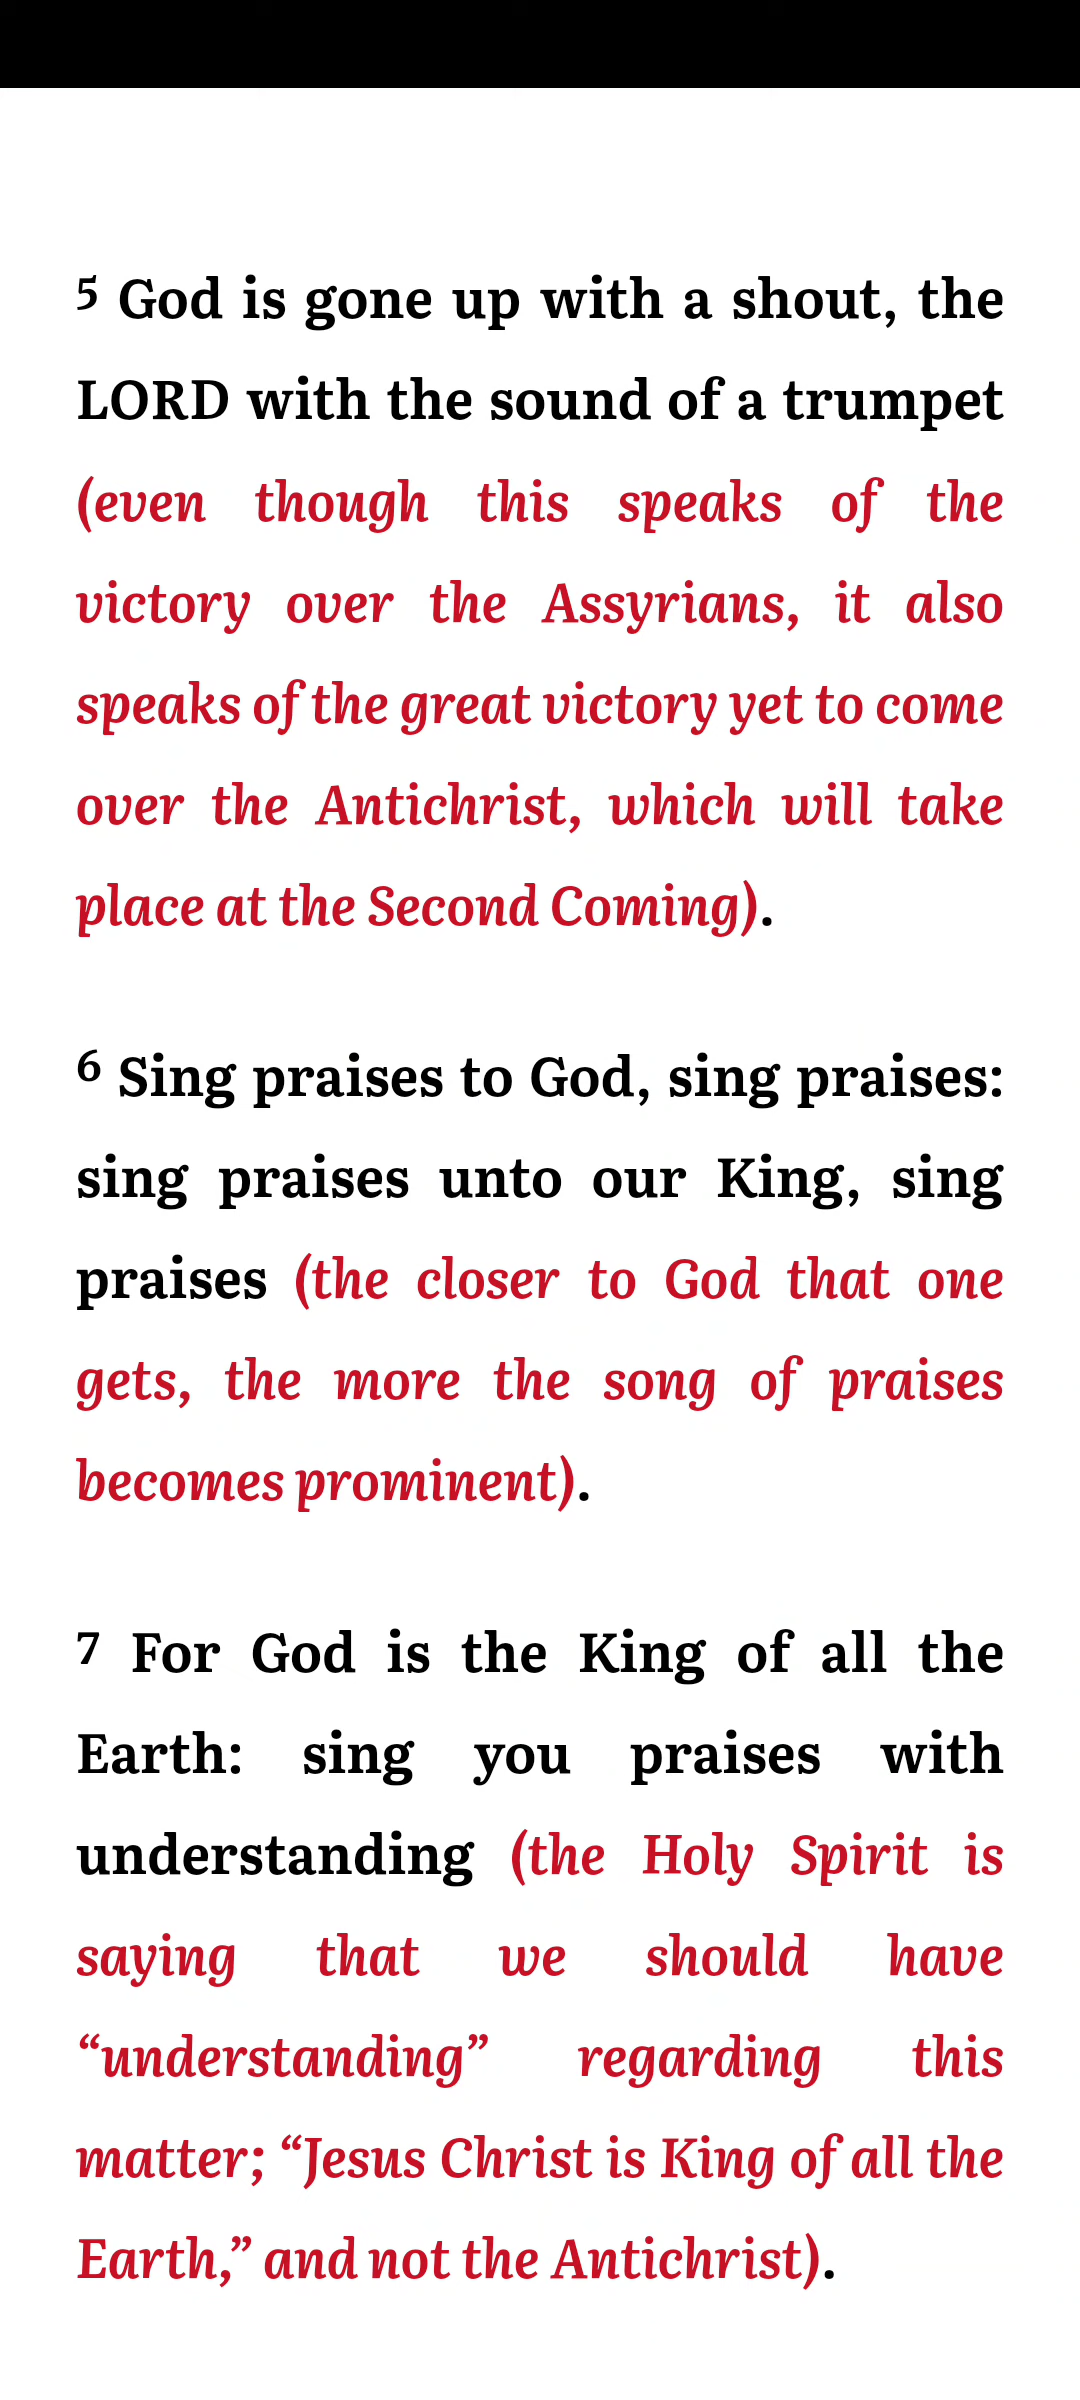 5 God is gone up with a shout, the
LORD with the sound of a trumpet
(even though this speaks of the
victory over the Assyrians, it also
speaks of the great victory yet to come
over the Antichrist, which will take
place at the Second Coming).
6 Sing praises to God, sing praises:
sing praises unto our King, sing
praises (the closer to God that one
gets, the more the song of praises
becomes prominent).
7 For God is the King of all the
Earth: sing you praises with
understanding (the Holy Spirit is
saying that we should have
“understanding” regarding this
matter; “Jesus Christ is King of all the
Earth,” and not the Antichrist).